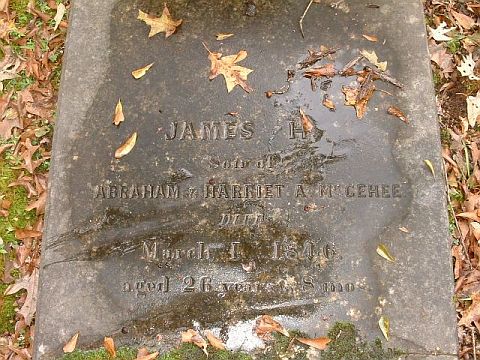 JAMES H.
Son of
ABRAHAM & HARRIET A. McGEHEE
DIED
March 1, 1846
aged 26 years 8 mos